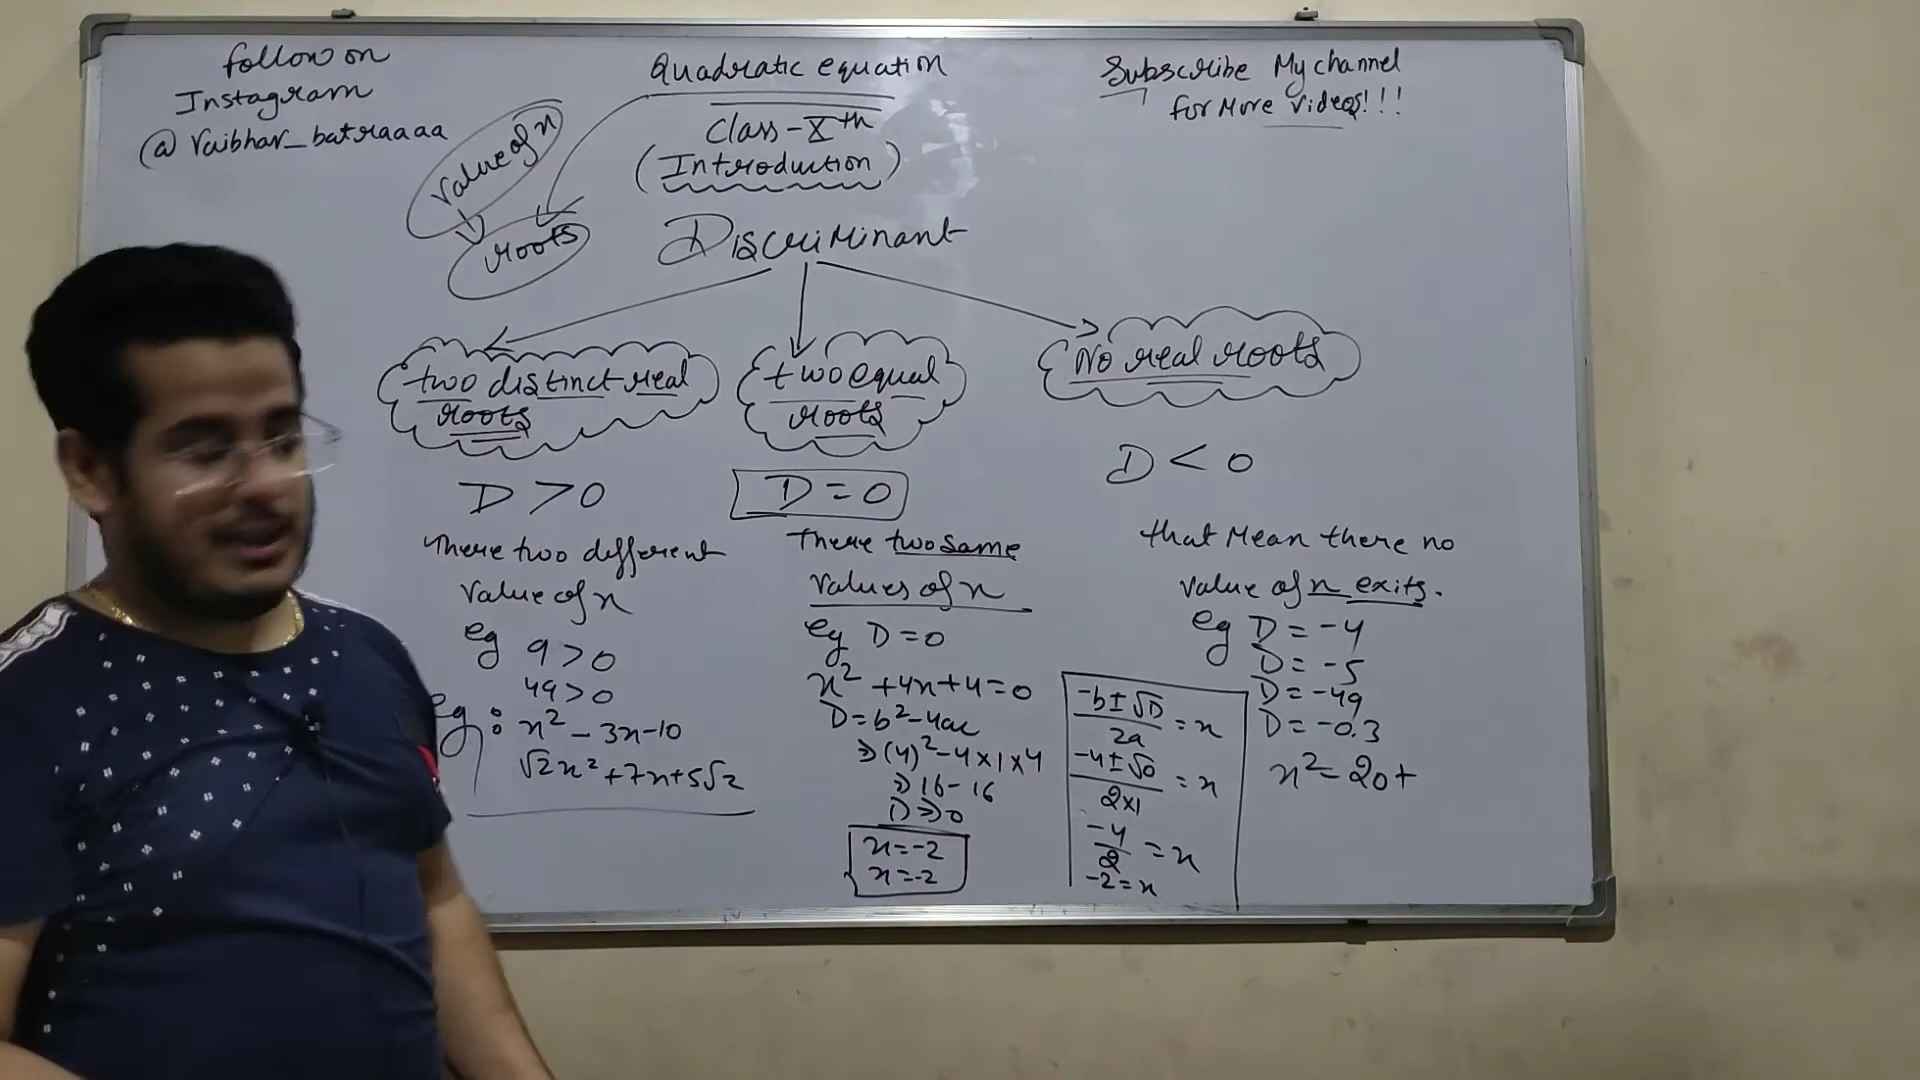 Follow on
Instagram
@ Vaibhav_batraaaa
Quadratic equation
Class-Xth
(Introduction)
Subscribe My channel
for More Videos!!!
Value of x
roots
Discriminant
two distinct real
roots
D > 0
There two different
Value of x
eg 9 > 0
49 > 0
eg : x² - 3x - 10
√2x² + 7x + 5√2
two equal
roots
D = 0
There two same
Values of x
eg D = 0
x² + 4x + 4 = 0
D = b² - 4ac
⇒ (4)² - 4 × 1 × 4
⇒ 16 - 16
D ⇒ 0
x = -2
x = -2
-b ± √D / 2a = x
-4 ± √0 / 2×1 = x
-4 / 2 = x
-2 = x
No real roots
D < 0
that Mean there no
Value of x exits.
eg D = -4
D = -5
D = -49
D = -0.3
x² = 20 +